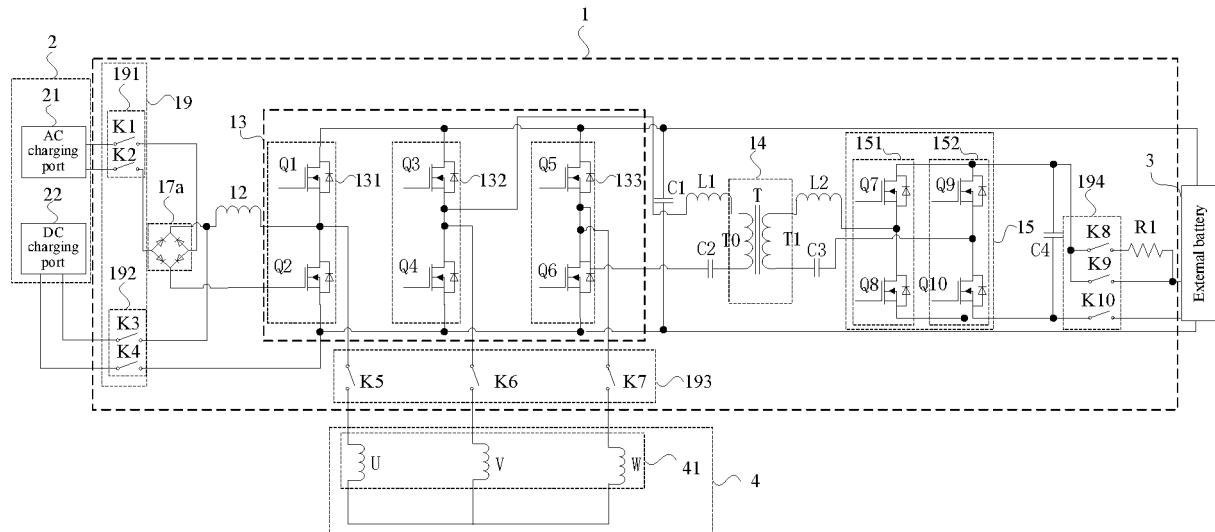 1
2
191
19
21
K1
AC
charging
port
K2
17a
22
DC
charging
port
192
K3
K4
12
13
Q1
131
Q3
132
Q5
133
Q2
Q4
Q6
C1
L1
14
T
T0
T1
C2
L2
C3
151
152
Q7
Q9
Q8
Q10
15
C4
194
K8
R1
K9
K10
3
External battery
K5
K6
K7
193
U
V
W
41
4